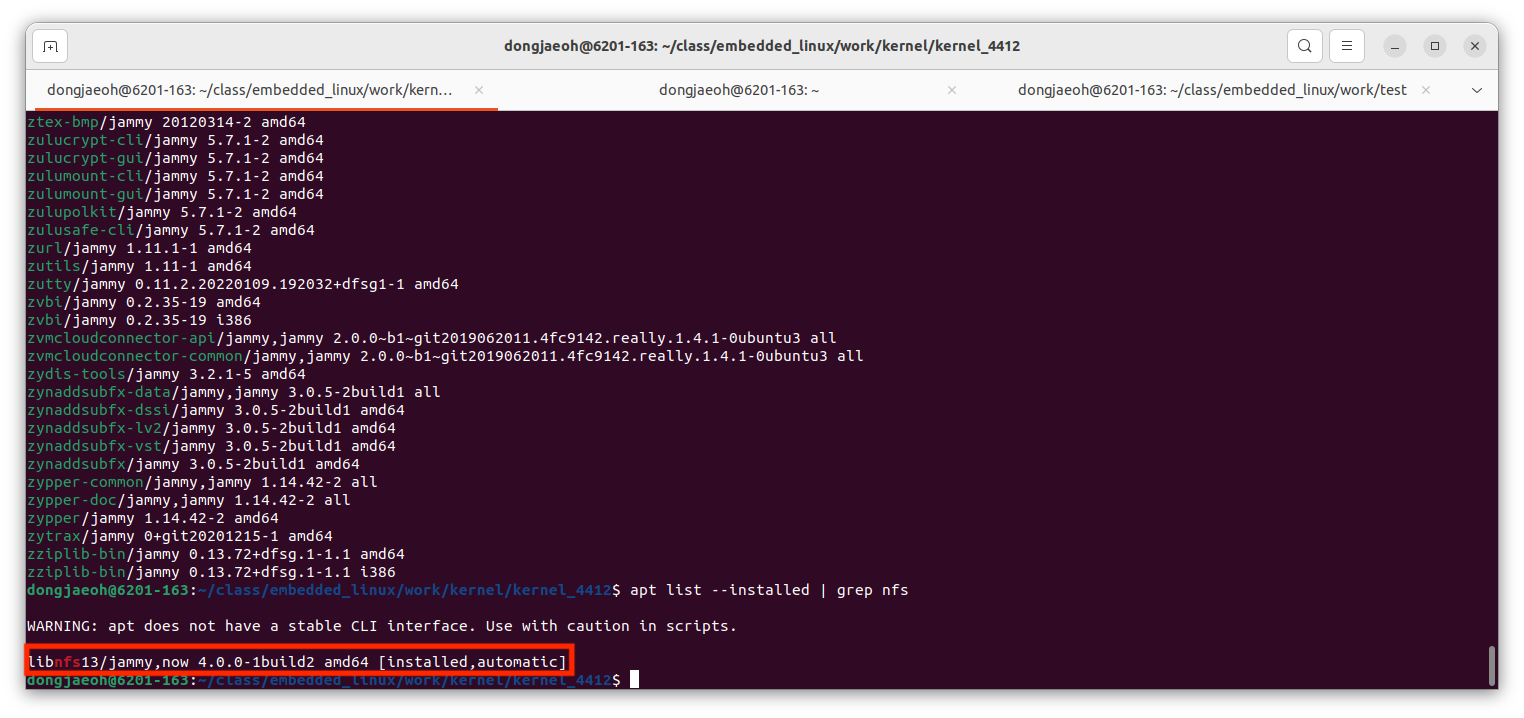 dongjaeoh@6201-163: ~/class/embedded_linux/work/kernel/kernel_4412
dongjaeoh@6201-163: ~/class/embedded_linux/work/kern...
dongjaeoh@6201-163: ~
dongjaeoh@6201-163: ~/class/embedded_linux/work/test
ztex-bmp/jammy 20120314-2 amd64
zulucrypt-cli/jammy 5.7.1-2 amd64
zulucrypt-gui/jammy 5.7.1-2 amd64
zulumount-cli/jammy 5.7.1-2 amd64
zulumount-gui/jammy 5.7.1-2 amd64
zulupolkit/jammy 5.7.1-2 amd64
zulusafe-cli/jammy 5.7.1-2 amd64
zurl/jammy 1.11.1-1 amd64
zutils/jammy 1.11-1 amd64
zutty/jammy 0.11.2.20220109.192032+dfsg1-1 amd64
zvbi/jammy 0.2.35-19 amd64
zvbi/jammy 0.2.35-19 i386
zvmcloudconnector-api/jammy,jammy 2.0.0~b1~git2019062011.4fc9142.really.1.4.1-0ubuntu3 all
zvmcloudconnector-common/jammy,jammy 2.0.0~b1~git2019062011.4fc9142.really.1.4.1-0ubuntu3 all
zydis-tools/jammy 3.2.1-5 amd64
zynaddsubfx-data/jammy,jammy 3.0.5-2build1 all
zynaddsubfx-dssi/jammy 3.0.5-2build1 amd64
zynaddsubfx-lv2/jammy 3.0.5-2build1 amd64
zynaddsubfx-vst/jammy 3.0.5-2build1 amd64
zynaddsubfx/jammy 3.0.5-2build1 amd64
zypper-common/jammy,jammy 1.14.42-2 all
zypper-doc/jammy,jammy 1.14.42-2 all
zypper/jammy 1.14.42-2 amd64
zytrax/jammy 0+git20201215-1 amd64
zziplib-bin/jammy 0.13.72+dfsg.1-1.1 amd64
zziplib-bin/jammy 0.13.72+dfsg.1-1.1 i386
dongjaeoh@6201-163:~/class/embedded_linux/work/kernel/kernel_4412$ apt list --installed | grep nfs
WARNING: apt does not have a stable CLI interface. Use with caution in scripts.
libnfs13/jammy,now 4.0.0-1build2 amd64 [installed,automatic]
dongjaeoh@6201-163:~/class/embedded_linux/work/kernel/kernel_4412$